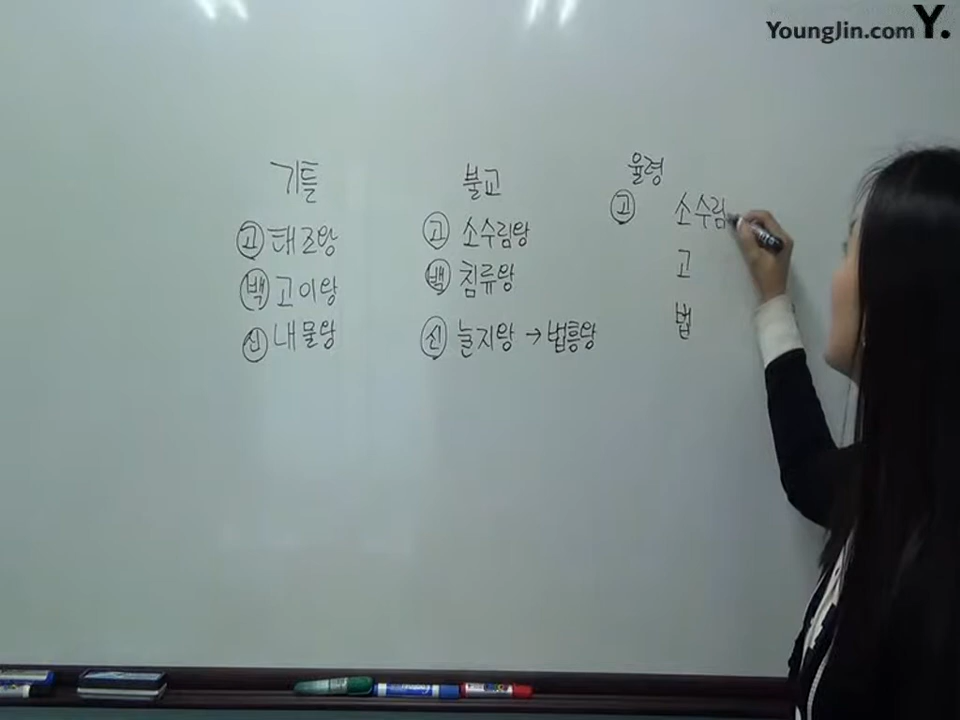 YoungJin.com Y.
기틀
㉠ 태조왕
백 고이왕
신 내물왕
불교
고 소수림왕
백 침류왕
신 눌지왕 → 법흥왕
율령
고 소수림
고
법